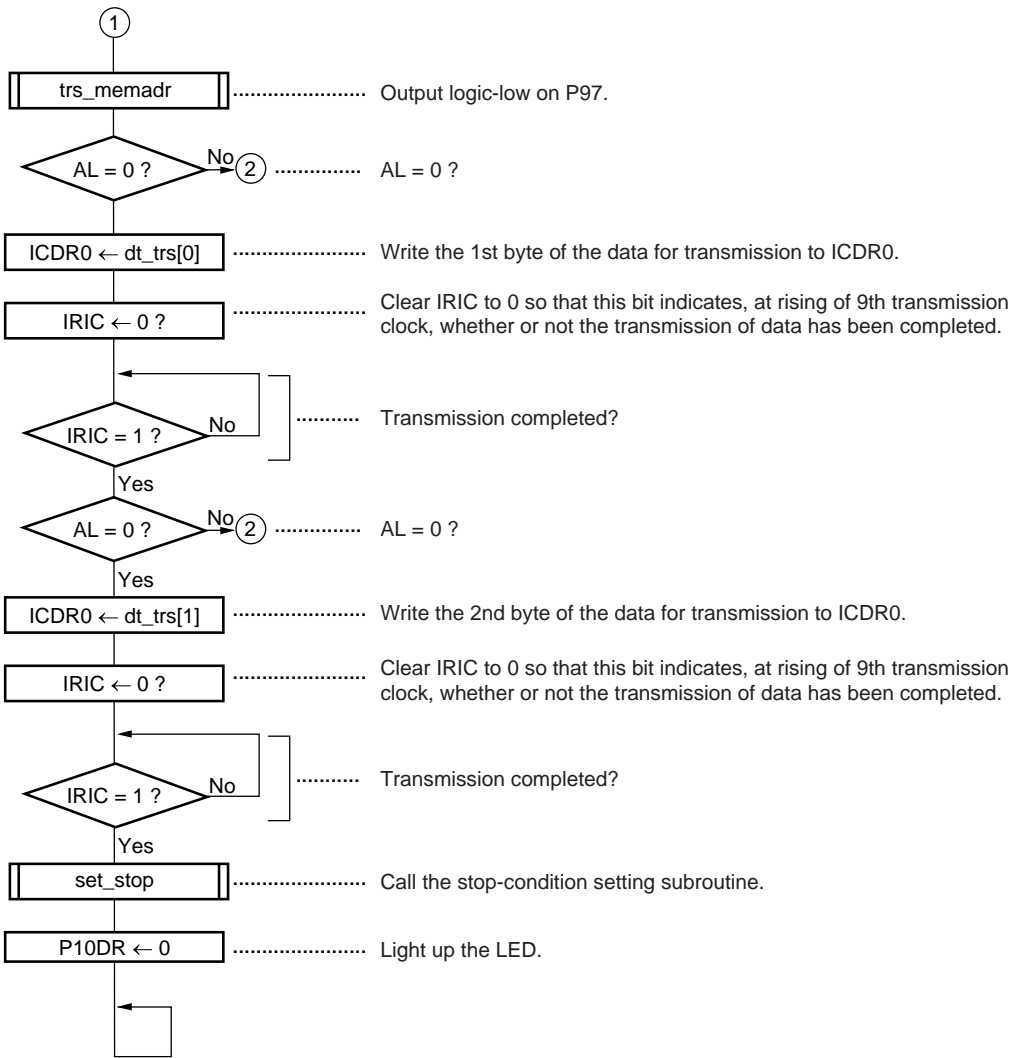 1
trs_memadr
Output logic-low on P97.
AL = 0 ?
No
2
AL = 0 ?
ICDR0 ← dt_trs[0]
Write the 1st byte of the data for transmission to ICDR0.
IRIC ← 0 ?
Clear IRIC to 0 so that this bit indicates, at rising of 9th transmission
clock, whether or not the transmission of data has been completed.
IRIC = 1 ?
No
Transmission completed?
Yes
AL = 0 ?
No
2
AL = 0 ?
Yes
ICDR0 ← dt_trs[1]
Write the 2nd byte of the data for transmission to ICDR0.
IRIC ← 0 ?
Clear IRIC to 0 so that this bit indicates, at rising of 9th transmission
clock, whether or not the transmission of data has been completed.
IRIC = 1 ?
No
Transmission completed?
Yes
set_stop
Call the stop-condition setting subroutine.
P10DR ← 0
Light up the LED.